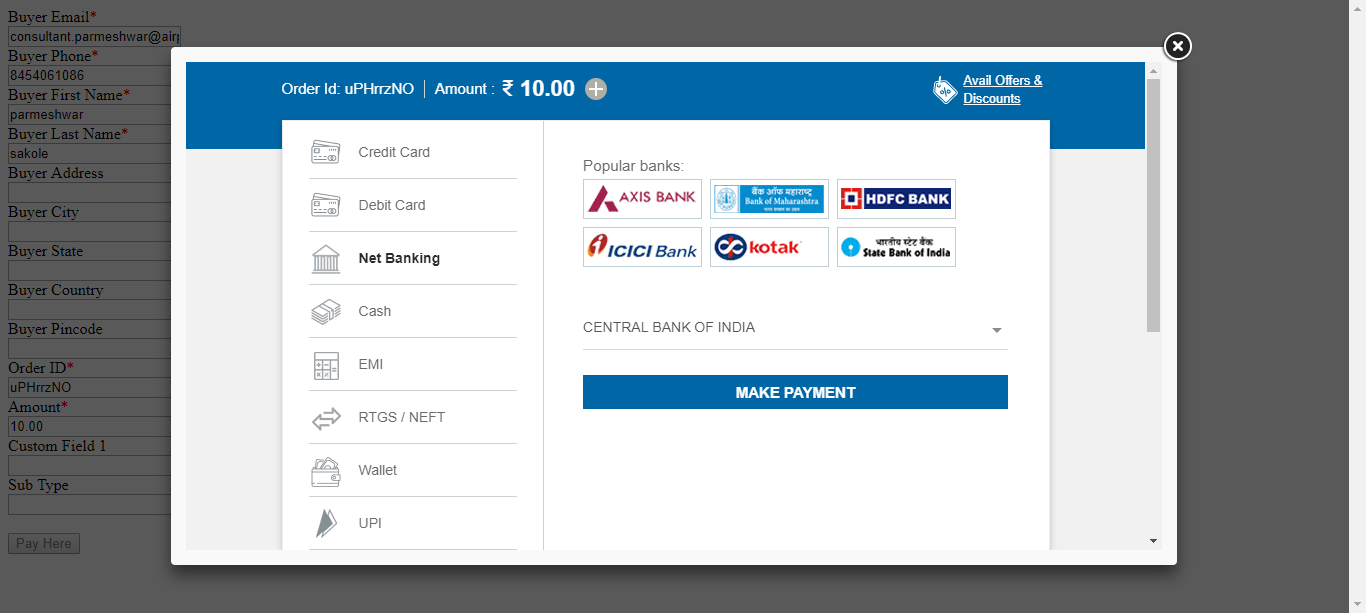 Buyer Email*
consultant.parmeshwar@airp
Buyer Phone*
8454061086
Buyer First Name*
parmeshwar
Buyer Last Name*
sakole
Buyer Address
Buyer City
Buyer State
Buyer Country
Buyer Pincode
Order ID*
uPHrrzNO
Amount*
10.00
Custom Field 1
Sub Type
Pay Here
Order Id: uPHrrzNO | Amount : ₹ 10.00
Avail Offers &
Discounts
Credit Card
Debit Card
Net Banking
Cash
EMI
RTGS / NEFT
Wallet
UPI
Popular banks:
AXIS BANK
बैंक ऑफ महाराष्ट्र
Bank of Maharashtra
HDFC BANK
ICICI Bank
kotak
भारतीय स्टेट बैंक
State Bank of India
CENTRAL BANK OF INDIA
MAKE PAYMENT